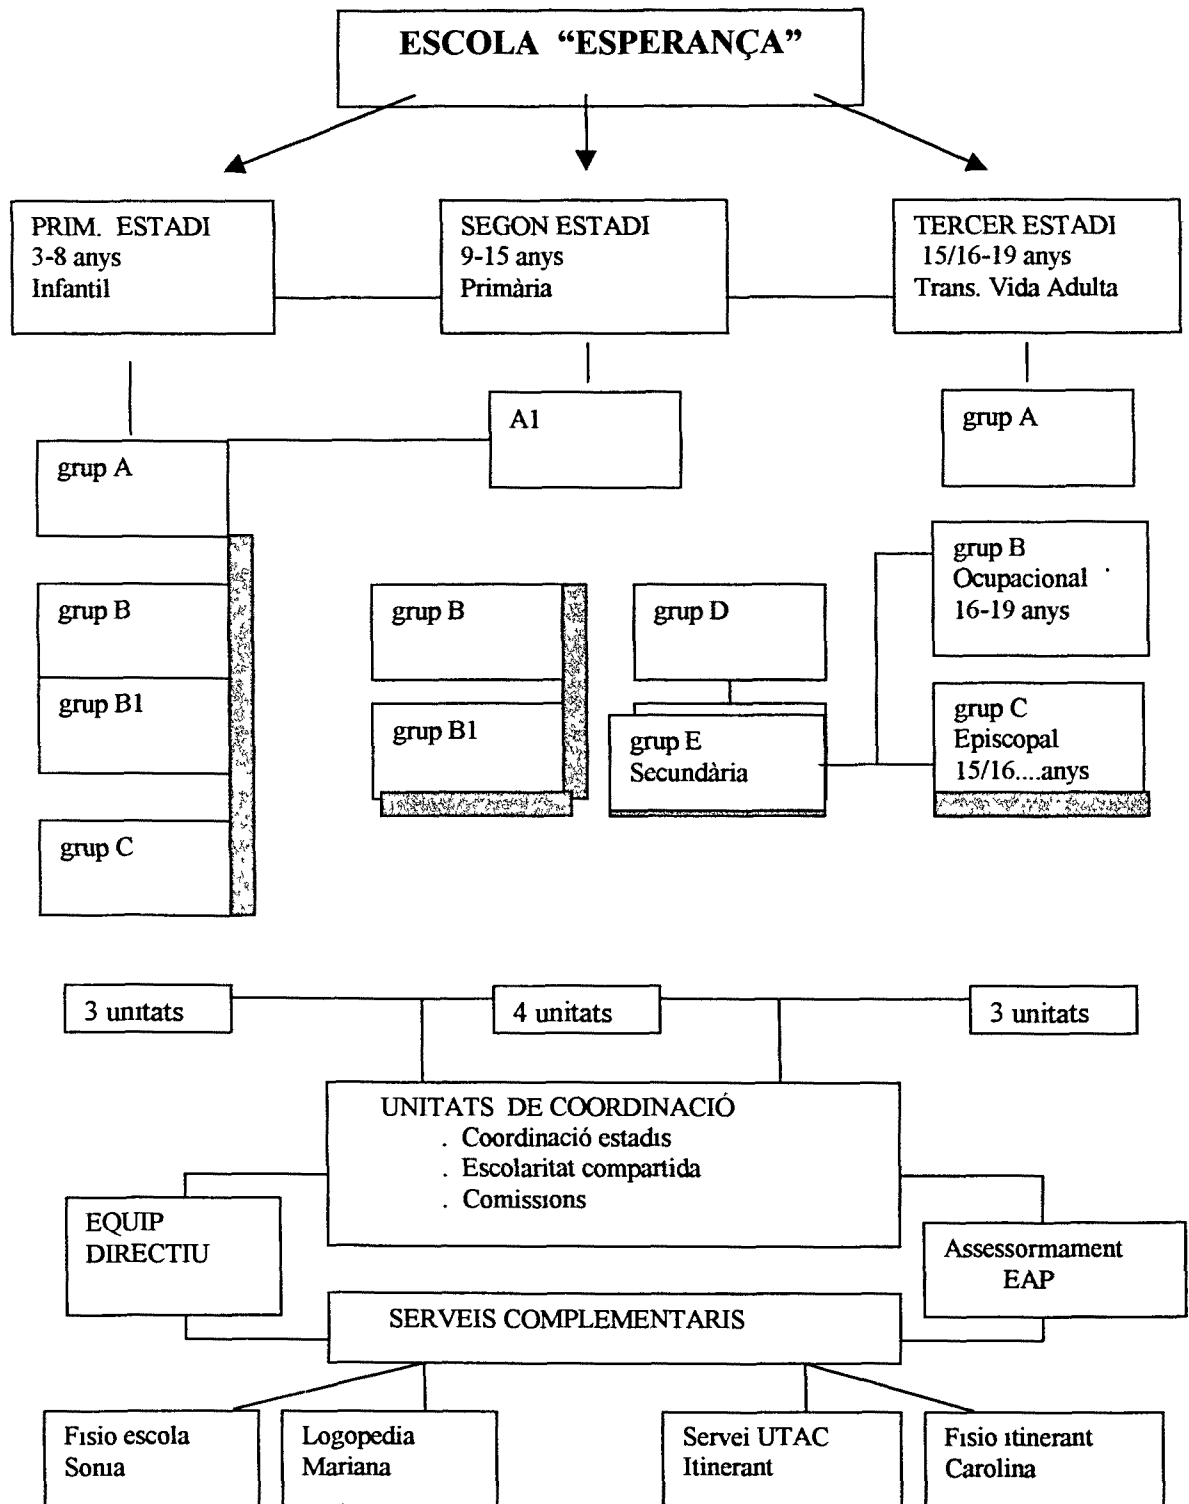 ESCOLA “ESPERANÇA”
PRIM. ESTADI
3-8 anys
Infantil
SEGON ESTADI
9-15 anys
Primària
TERCER ESTADI
15/16-19 anys
Trans. Vida Adulta
grup A
grup B
grup B1
grup C
A1
grup B
grup B1
grup D
grup E
Secundària
grup A
grup B
Ocupacional
16-19 anys
grup C
Episcopal
15/16....anys
3 unitats
4 unitats
3 unitats
UNITATS DE COORDINACIÓ
. Coordinació estadis
. Escolaritat compartida
. Comissions
EQUIP
DIRECTIU
Assessormament
EAP
SERVEIS COMPLEMENTARIS
Fisio escola
Sonia
Logopedia
Mariana
Servei UTAC
Itinerant
Fisio itinerant
Carolina